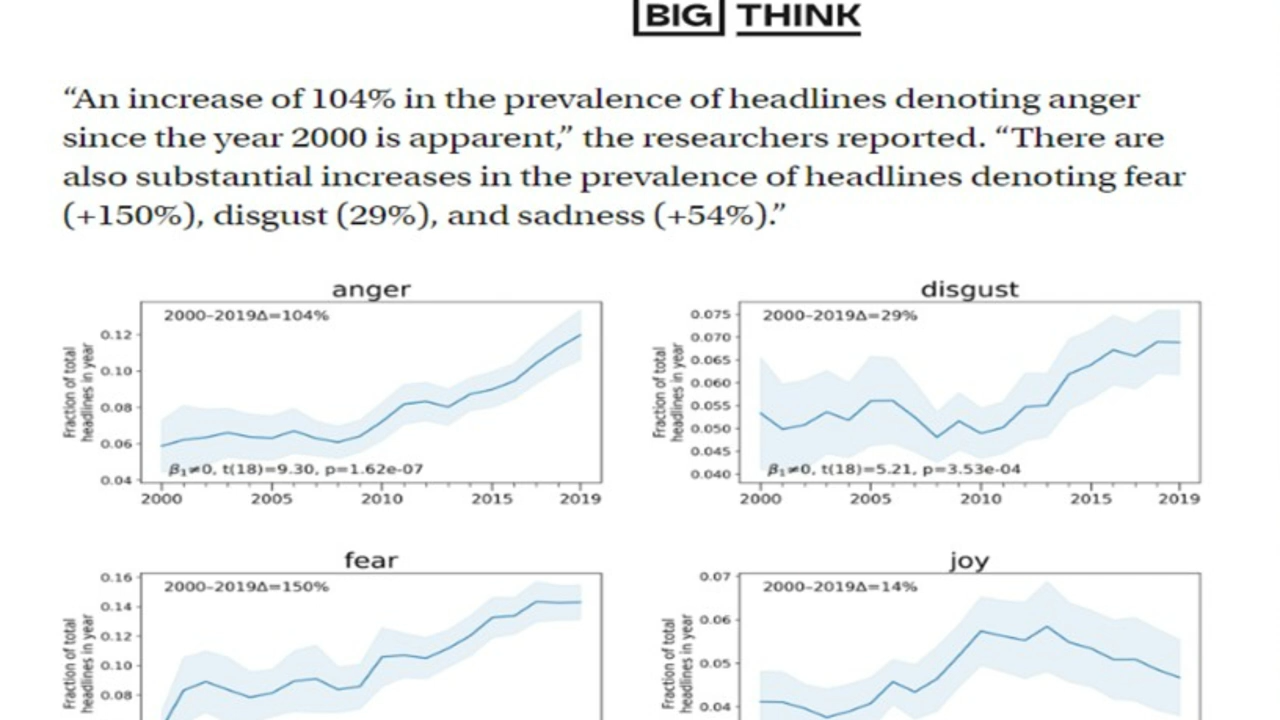 BIG THINK
“An increase of 104% in the prevalence of headlines denoting anger
since the year 2000 is apparent,” the researchers reported. “There are
also substantial increases in the prevalence of headlines denoting fear
(+150%), disgust (29%), and sadness (+54%).”
anger
2000–2019Δ=104%
Fraction of total
headlines in year
0.12
0.10
0.08
0.06
0.04
β₁≠0, t(18)=9.30, p=1.62e-07
2000 2005 2010 2015 2019
disgust
2000–2019Δ=29%
Fraction of total
headlines in year
0.075
0.070
0.065
0.060
0.055
0.050
0.045
0.040
β₁≠0, t(18)=5.21, p=3.53e-04
2000 2005 2010 2015 2019
fear
2000–2019Δ=150%
Fraction of total
headlines in year
0.16
0.14
0.12
0.10
0.08
joy
2000–2019Δ=14%
Fraction of total
headlines in year
0.07
0.06
0.05
0.04